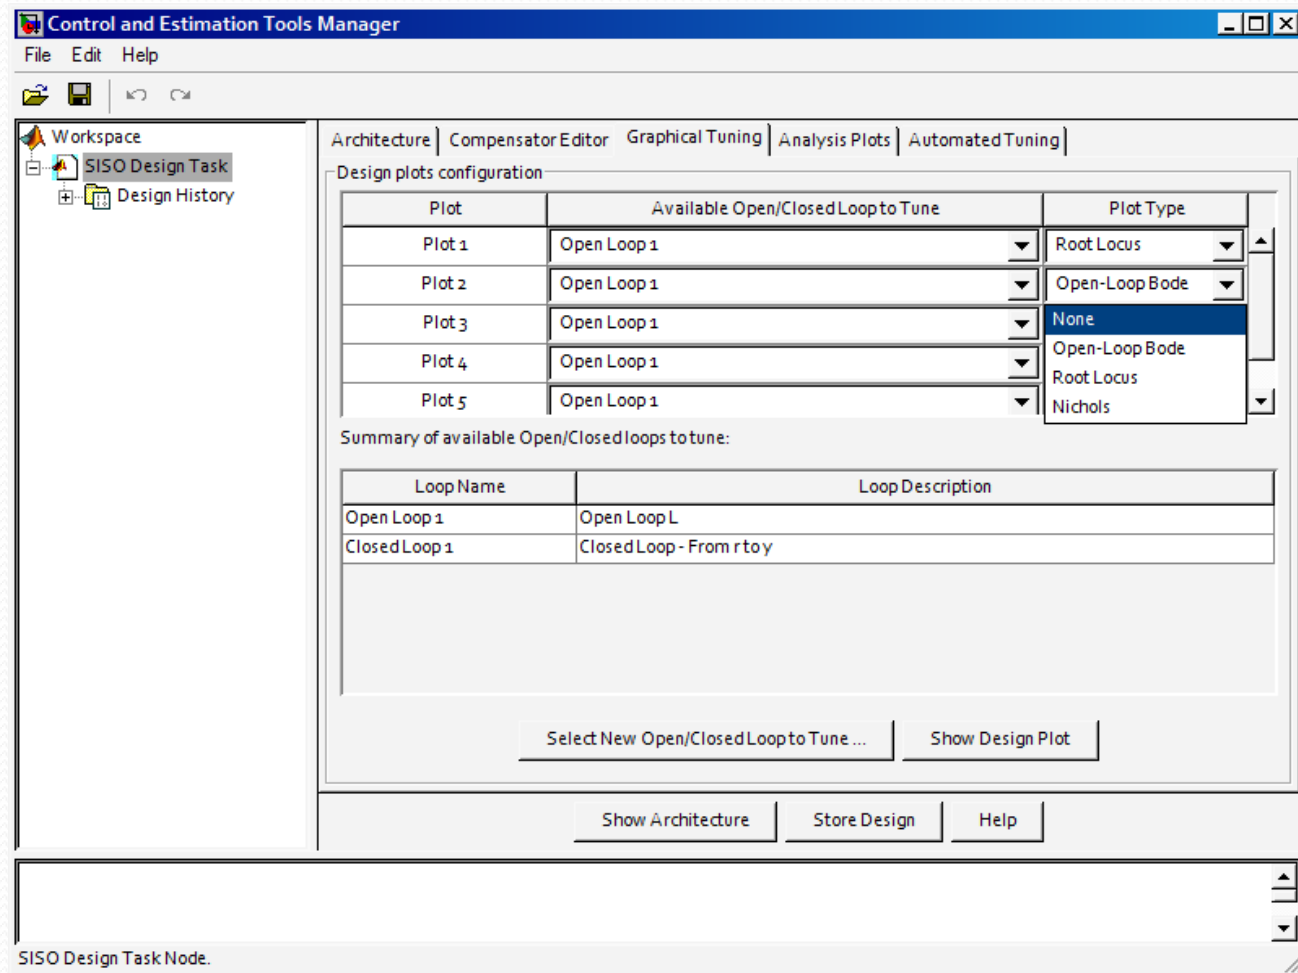 Control and Estimation Tools Manager
File Edit Help
Workspace
SISO Design Task
Design History
Architecture Compensator Editor Graphical Tuning Analysis Plots Automated Tuning
Design plots configuration
Plot Available Open/Closed Loop to Tune Plot Type
Plot 1 Open Loop 1 Root Locus
Plot 2 Open Loop 1 Open-Loop Bode
Plot 3 Open Loop 1
Plot 4 Open Loop 1
Plot 5 Open Loop 1
None
Open-Loop Bode
Root Locus
Nichols
Summary of available Open/Closed loops to tune:
Loop Name Loop Description
Open Loop 1 Open Loop L
Closed Loop 1 Closed Loop - From r to y
Select New Open/Closed Loop to Tune ... Show Design Plot
Show Architecture Store Design Help
SISO Design Task Node.